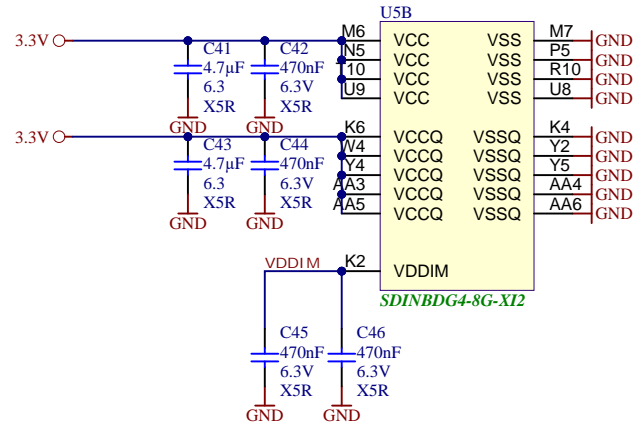 U5B
3.3V
C41
4.7µF
6.3
X5R
GND
C42
470nF
6.3V
X5R
GND
M6 VCC VSS M7 GND
N5 VCC VSS P5 GND
T10 VCC VSS R10 GND
U9 VCC VSS U8 GND
3.3V
C43
4.7µF
6.3
X5R
GND
C44
470nF
6.3V
X5R
GND
K6 VCCQ VSSQ K4 GND
W4 VCCQ VSSQ Y2 GND
Y4 VCCQ VSSQ Y5 GND
AA3 VCCQ VSSQ AA4 GND
AA5 VCCQ VSSQ AA6 GND
VDDIM K2 VDDIM
SDINBDG4-8G-XI2
C45
470nF
6.3V
X5R
GND
C46
470nF
6.3V
X5R
GND